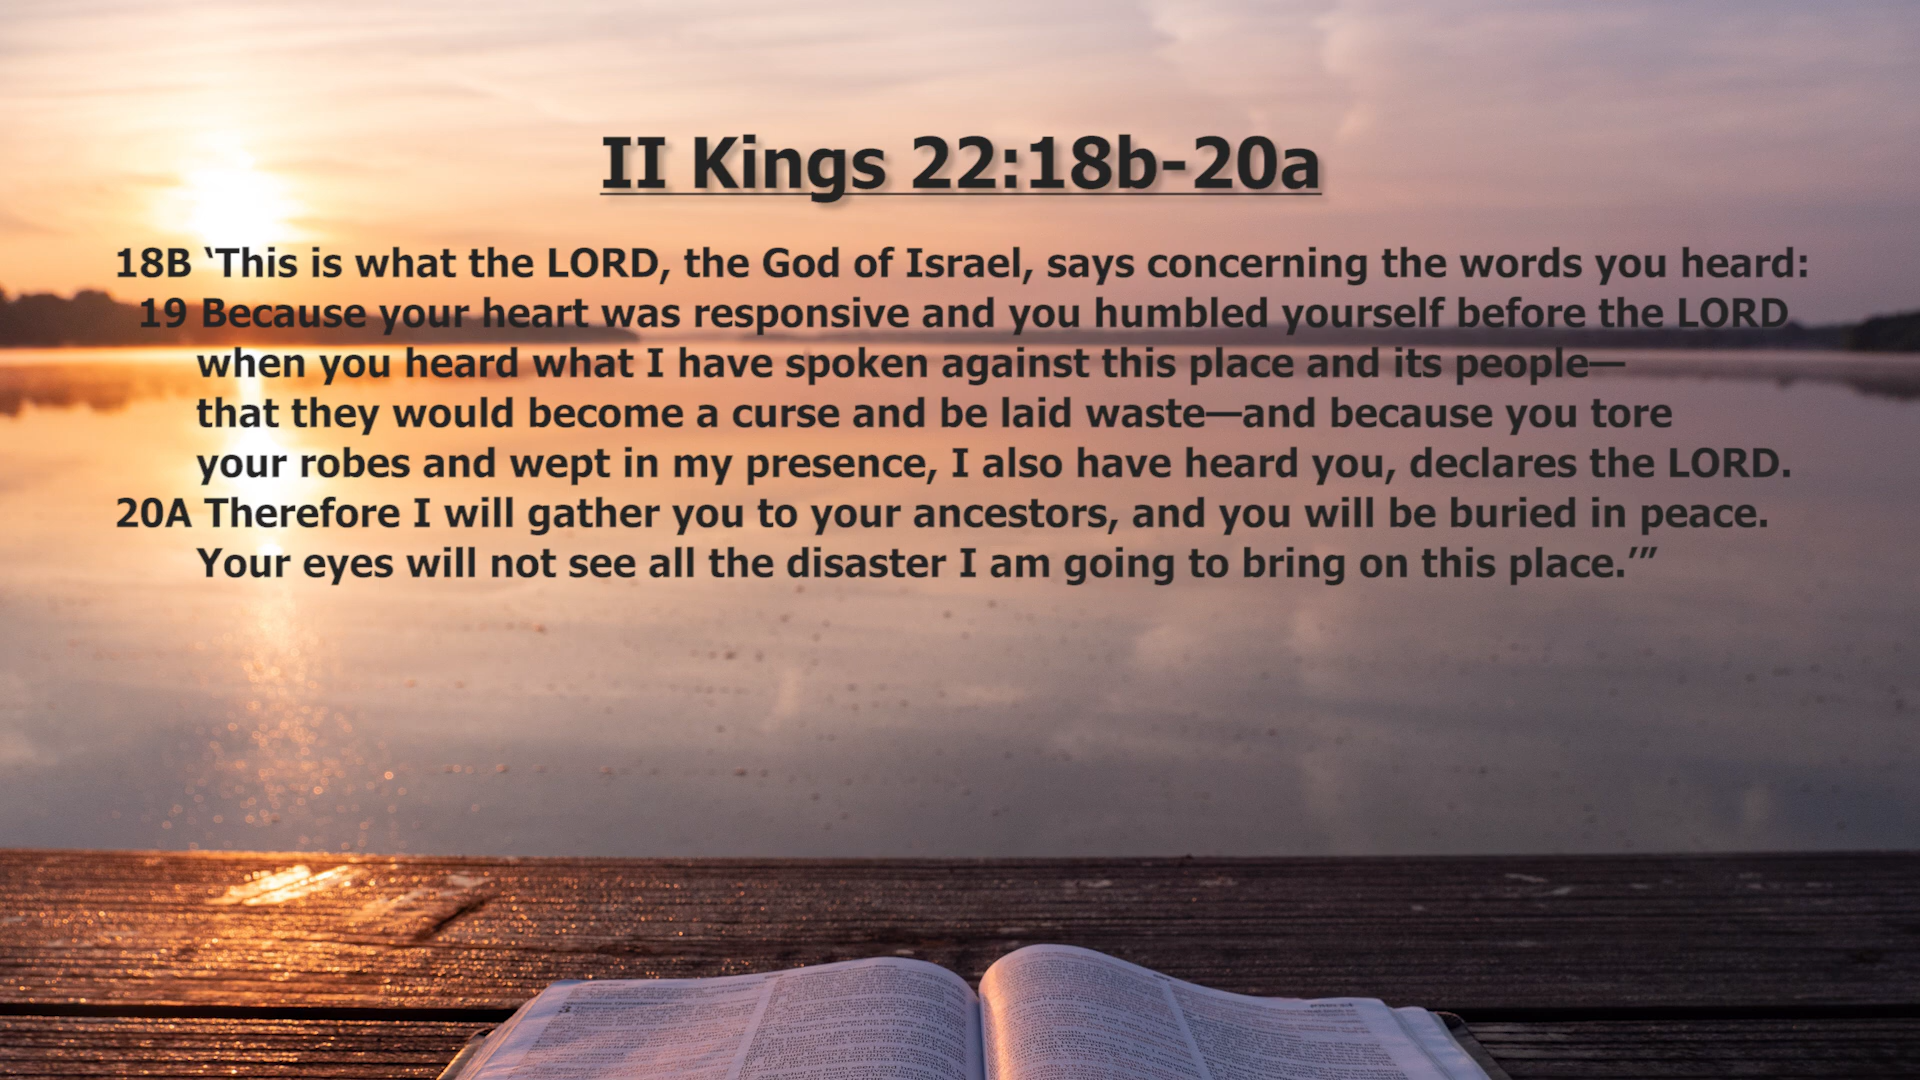 II Kings 22:18b-20a
18B ‘This is what the LORD, the God of Israel, says concerning the words you heard:
19 Because your heart was responsive and you humbled yourself before the LORD
when you heard what I have spoken against this place and its people—
that they would become a curse and be laid waste—and because you tore
your robes and wept in my presence, I also have heard you, declares the LORD.
20A Therefore I will gather you to your ancestors, and you will be buried in peace.
Your eyes will not see all the disaster I am going to bring on this place.’”